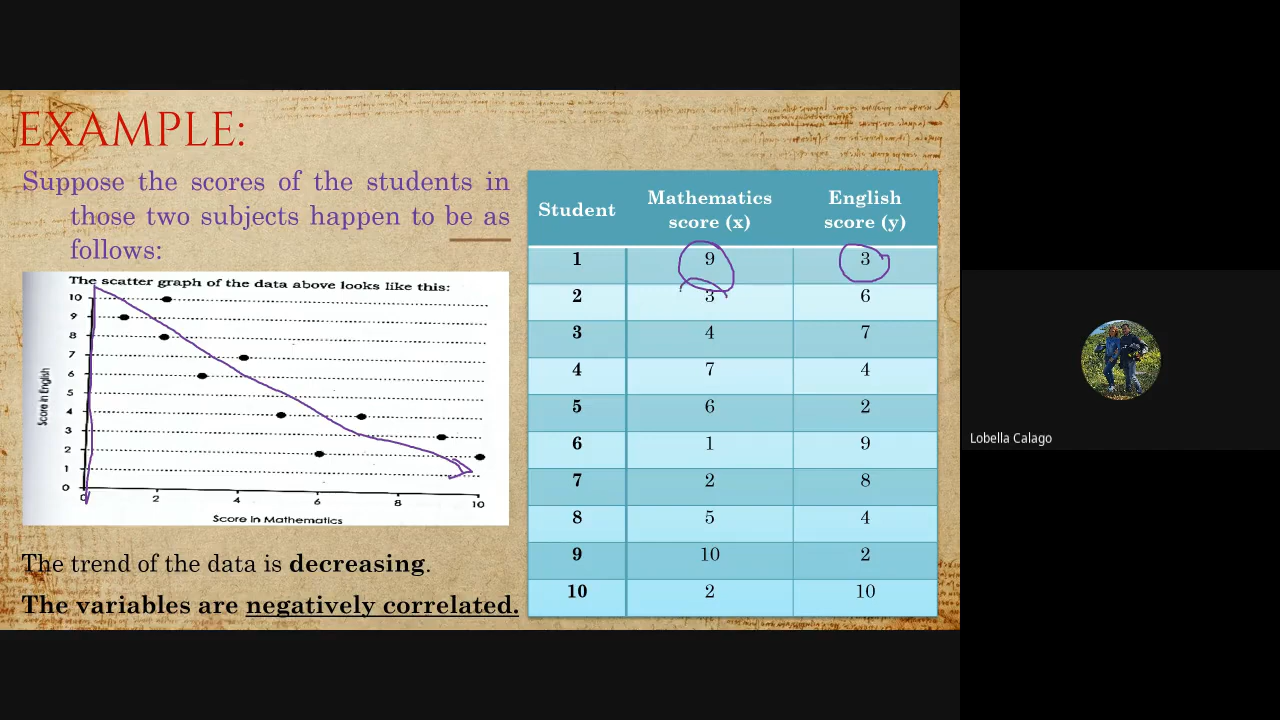 EXAMPLE:
Suppose the scores of the students in
those two subjects happen to be as
follows:
The scatter graph of the data above looks like this:
10
9
8
7
6
5
4
3
2
1
0
Score in English
0 2 4 6 8 10
Score in Mathematics
The trend of the data is decreasing.
The variables are negatively correlated.
Student Mathematics score (x) English score (y)
1 9 3
2 3 6
3 4 7
4 7 4
5 6 2
6 1 9
7 2 8
8 5 4
9 10 2
10 2 10
Lobella Calago